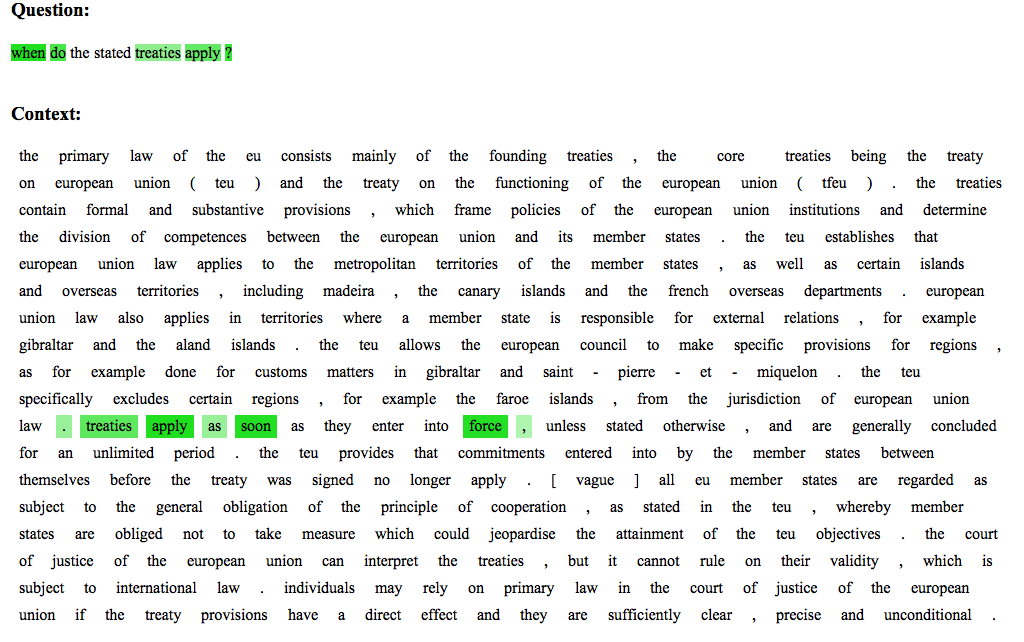 Question:
when do the stated treaties apply ?
Context:
the primary law of the eu consists mainly of the founding treaties , the core treaties being the treaty
on european union ( teu ) and the treaty on the functioning of the european union ( tfeu ) . the treaties
contain formal and substantive provisions , which frame policies of the european union institutions and determine
the division of competences between the european union and its member states . the teu establishes that
european union law applies to the metropolitan territories of the member states , as well as certain islands
and overseas territories , including madeira , the canary islands and the french overseas departments . european
union law also applies in territories where a member state is responsible for external relations , for example
gibraltar and the aland islands . the teu allows the european council to make specific provisions for regions ,
as for example done for customs matters in gibraltar and saint - pierre - et - miquelon . the teu
specifically excludes certain regions , for example the faroe islands , from the jurisdiction of european union
law . treaties apply as soon as they enter into force , unless stated otherwise , and are generally concluded
for an unlimited period . the teu provides that commitments entered into by the member states between
themselves before the treaty was signed no longer apply . [ vague ] all eu member states are regarded as
subject to the general obligation of the principle of cooperation , as stated in the teu , whereby member
states are obliged not to take measure which could jeopardise the attainment of the teu objectives . the court
of justice of the european union can interpret the treaties , but it cannot rule on their validity , which is
subject to international law . individuals may rely on primary law in the court of justice of the european
union if the treaty provisions have a direct effect and they are sufficiently clear , precise and unconditional .